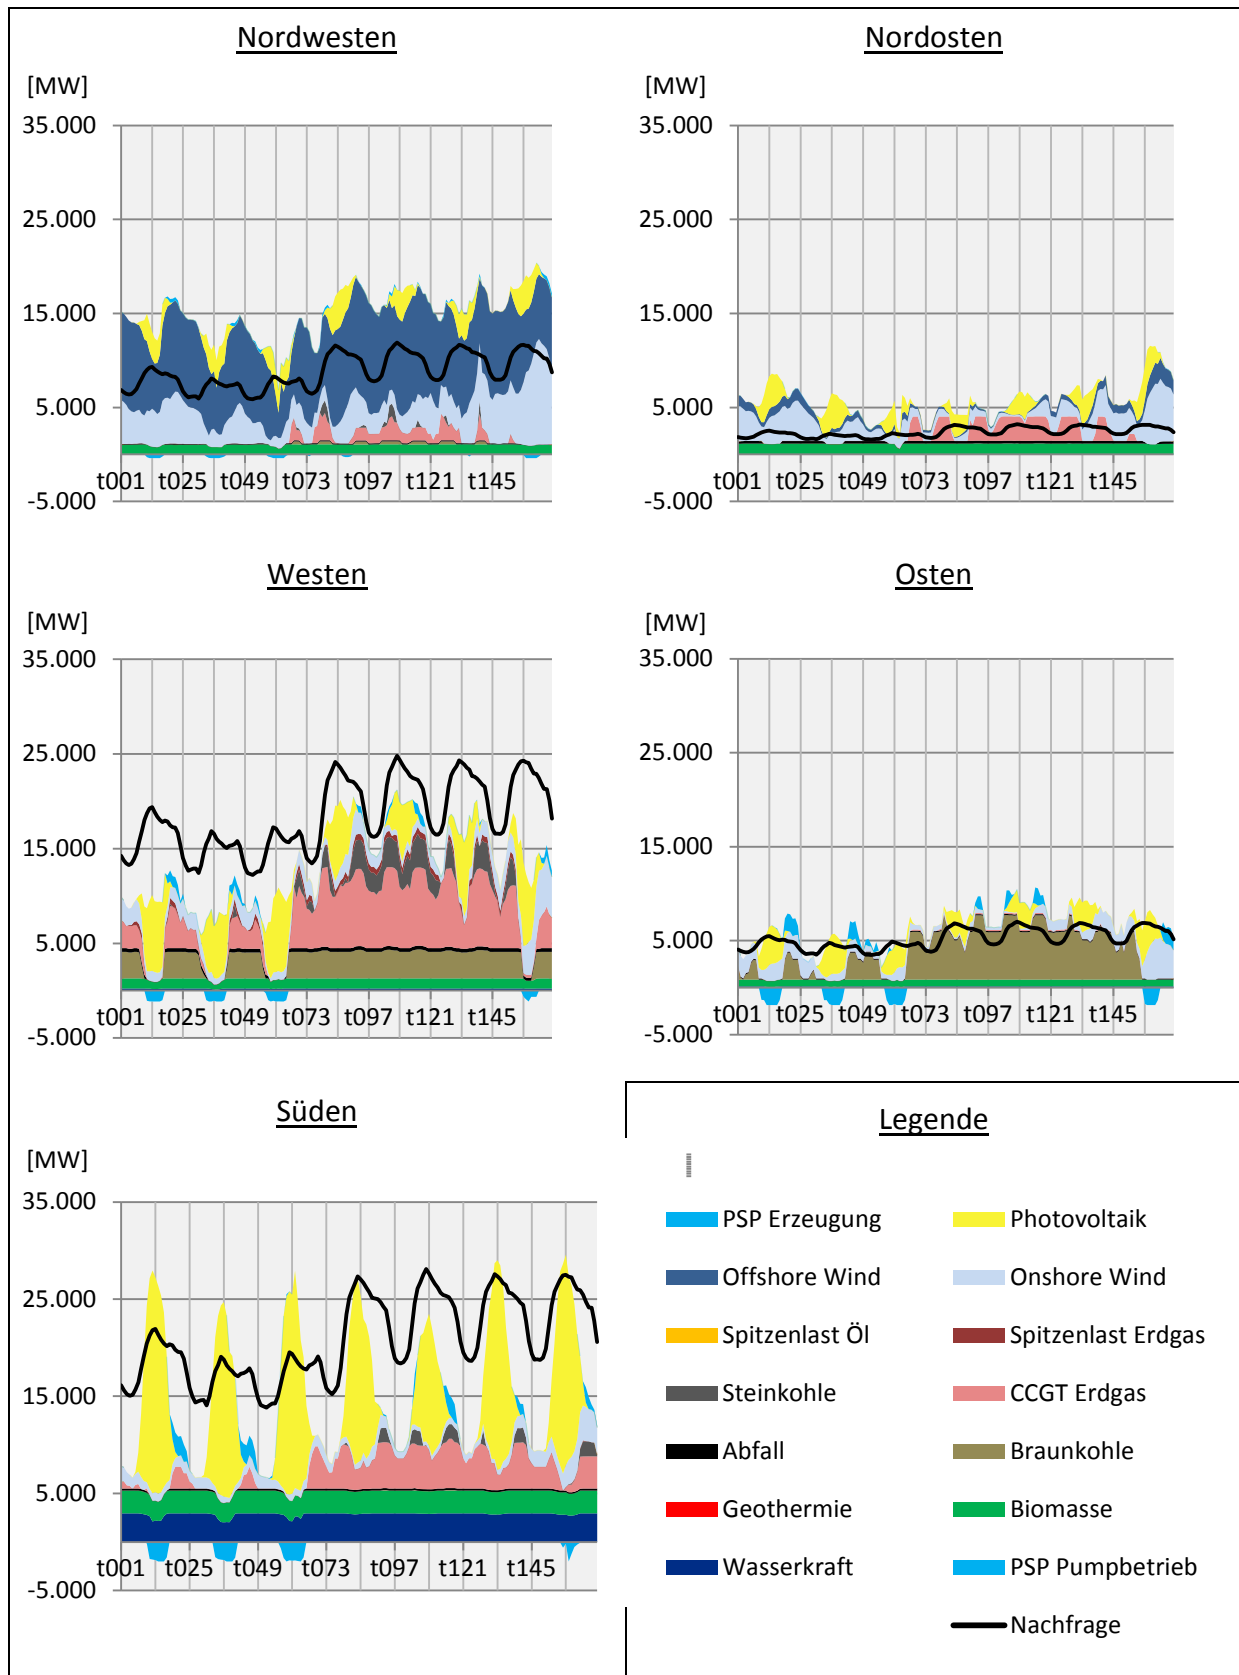 Nordwesten
[MW]
35.000
25.000
15.000
5.000
-5.000
t001 t025 t049 t073 t097 t121 t145
Nordosten
[MW]
35.000
25.000
15.000
5.000
-5.000
t001 t025 t049 t073 t097 t121 t145
Westen
[MW]
35.000
25.000
15.000
5.000
-5.000
t001 t025 t049 t073 t097 t121 t145
Osten
[MW]
35.000
25.000
15.000
5.000
-5.000
t001 t025 t049 t073 t097 t121 t145
Süden
[MW]
35.000
25.000
15.000
5.000
-5.000
t001 t025 t049 t073 t097 t121 t145
Legende
PSP Erzeugung
Photovoltaik
Offshore Wind
Onshore Wind
Spitzenlast Öl
Spitzenlast Erdgas
Steinkohle
CCGT Erdgas
Abfall
Braunkohle
Geothermie
Biomasse
Wasserkraft
PSP Pumpbetrieb
Nachfrage